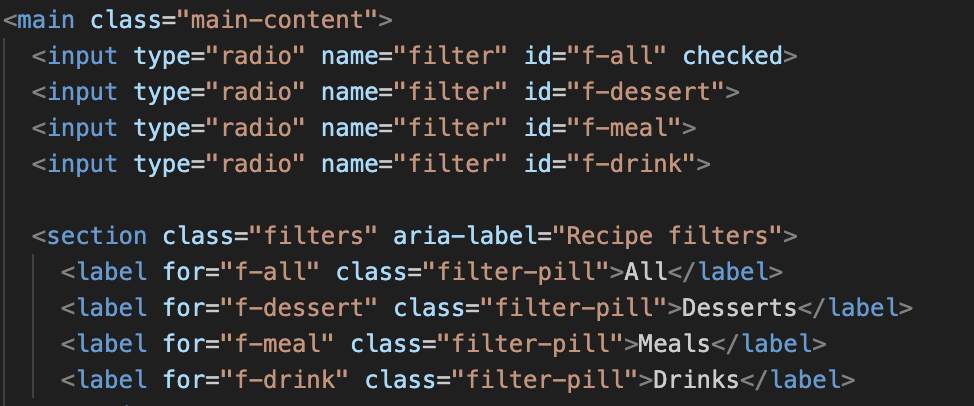 <main class="main-content">
<input type="radio" name="filter" id="f-all" checked>
<input type="radio" name="filter" id="f-dessert">
<input type="radio" name="filter" id="f-meal">
<input type="radio" name="filter" id="f-drink">
<section class="filters" aria-label="Recipe filters">
<label for="f-all" class="filter-pill">All</label>
<label for="f-dessert" class="filter-pill">Desserts</label>
<label for="f-meal" class="filter-pill">Meals</label>
<label for="f-drink" class="filter-pill">Drinks</label>